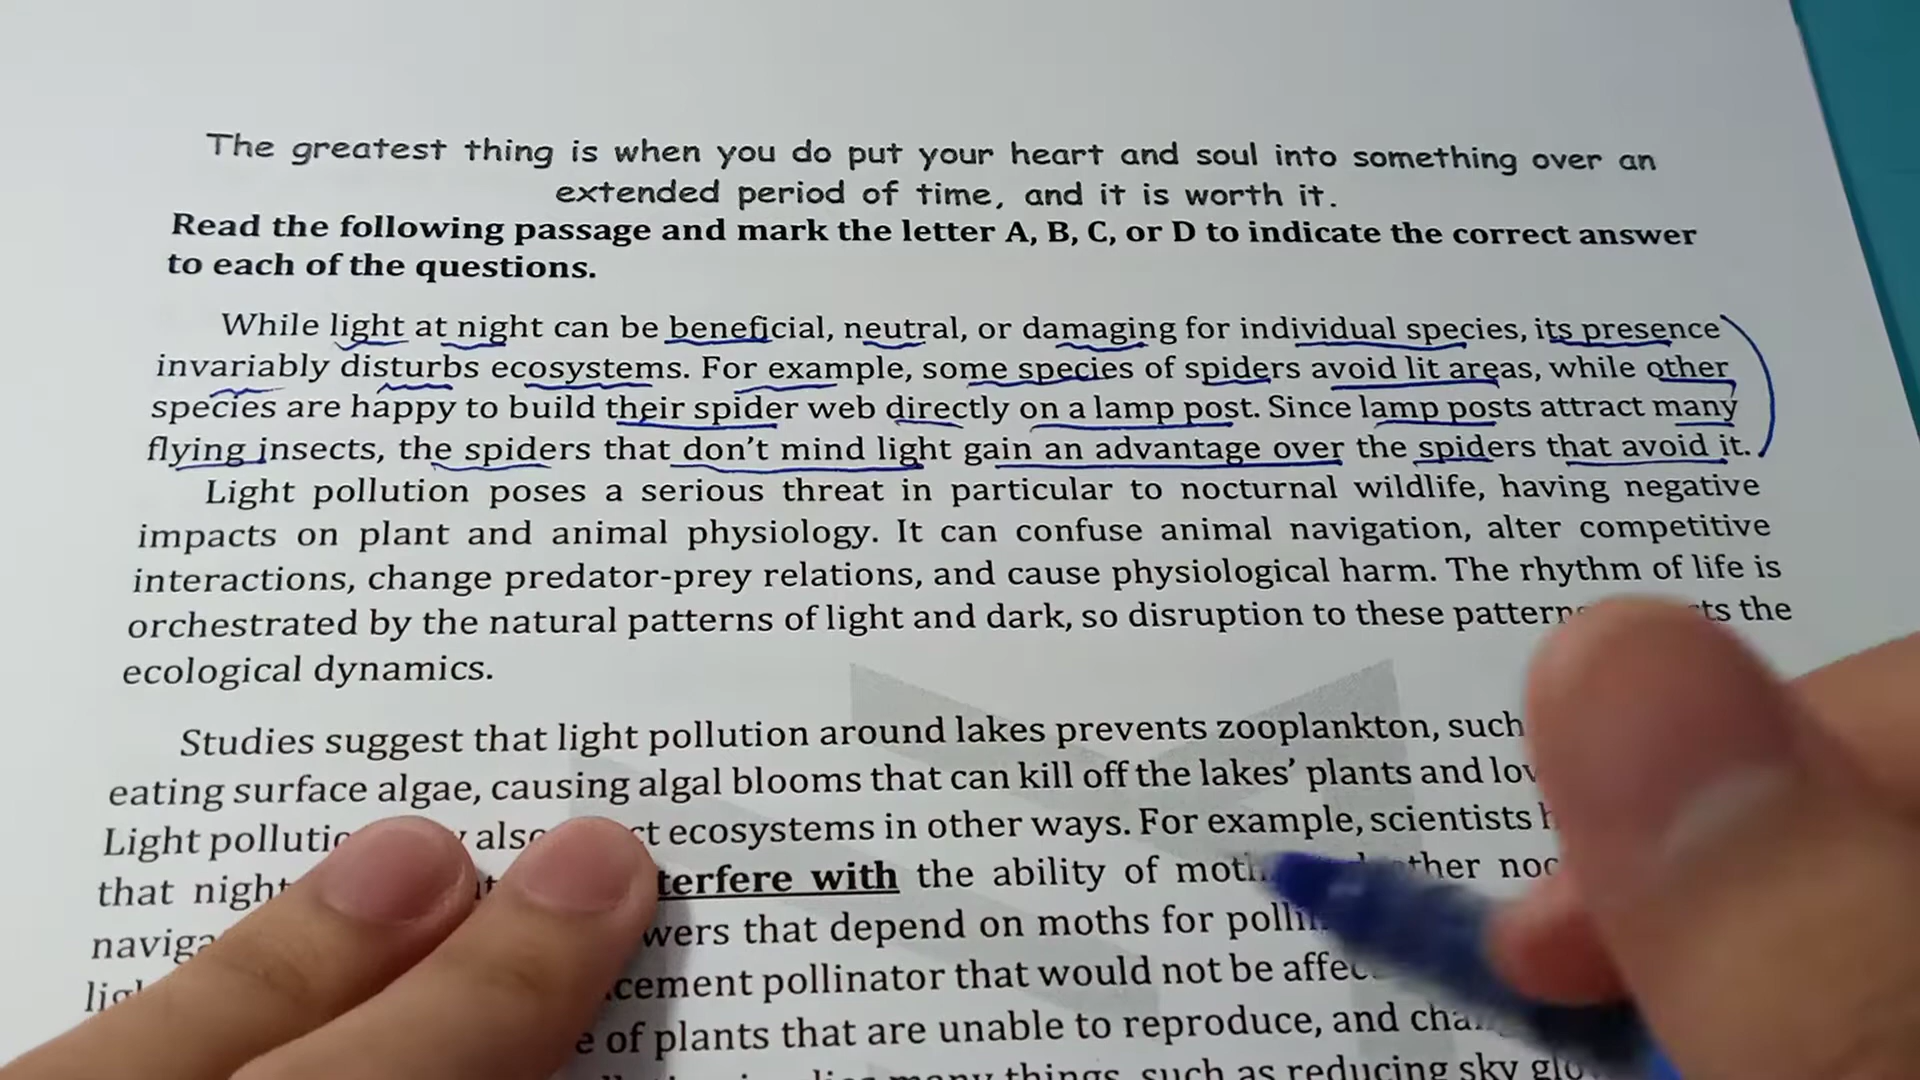 The greatest thing is when you do put your heart and soul into something over an
extended period of time, and it is worth it.
Read the following passage and mark the letter A, B, C, or D to indicate the correct answer
to each of the questions.
While light at night can be beneficial, neutral, or damaging for individual species, its presence
invariably disturbs ecosystems. For example, some species of spiders avoid lit areas, while other
species are happy to build their spider web directly on a lamp post. Since lamp posts attract many
flying insects, the spiders that don't mind light gain an advantage over the spiders that avoid it.
Light pollution poses a serious threat in particular to nocturnal wildlife, having negative
impacts on plant and animal physiology. It can confuse animal navigation, alter competitive
interactions, change predator-prey relations, and cause physiological harm. The rhythm of life is
orchestrated by the natural patterns of light and dark, so disruption to these the
ecological dynamics.
Studies suggest that light pollution around lakes prevents zooplankton, such
eating surface algae, causing algal blooms that can kill off the lakes' plants and
Light ecosystems in other ways. For example, scientists
that with the ability of
that depend on moths for
pollinator that would not be
of plants that are unable to reproduce, and
many things, such as reducing sky